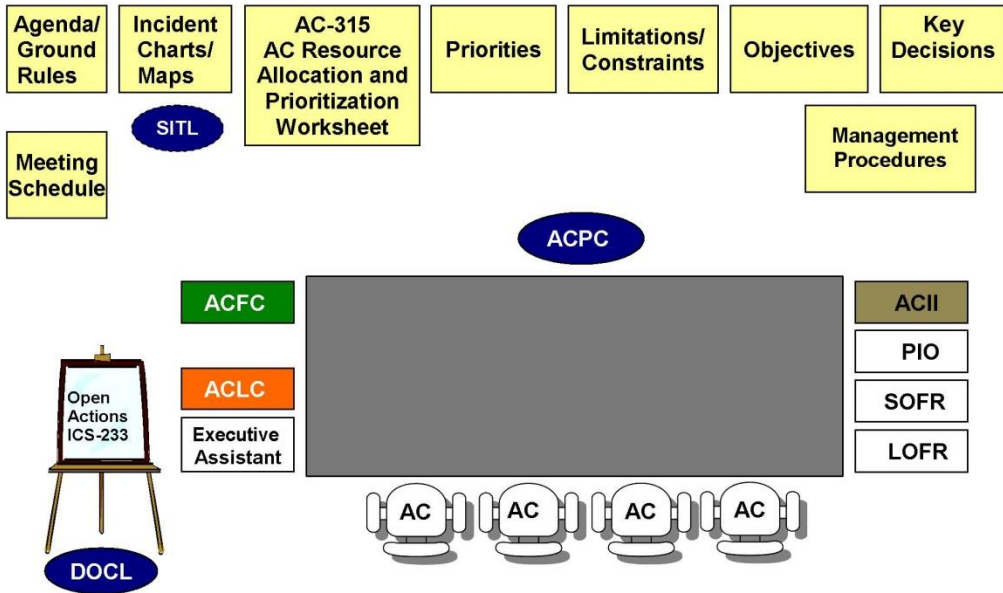 Agenda/
Ground
Rules
Incident
Charts/
Maps
AC-315
AC Resource
Allocation and
Prioritization
Worksheet
Priorities
Limitations/
Constraints
Objectives
Key
Decisions
SITL
Meeting
Schedule
Management
Procedures
ACPC
ACFC
ACII
PIO
ACLC
SOFR
Executive
Assistant
LOFR
Open
Actions
ICS-233
AC
AC
AC
AC
DOCL